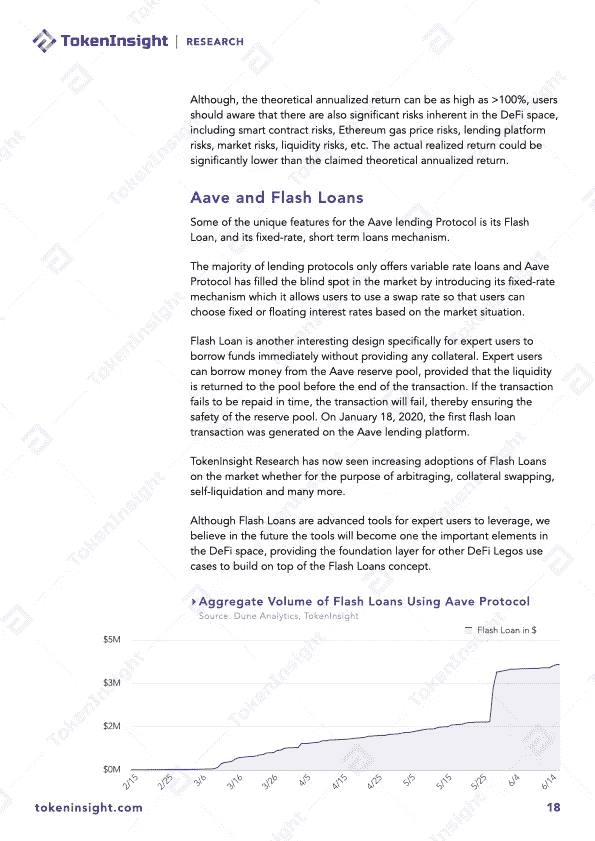 TokenInsight | RESEARCH
Although, the theoretical annualized return can be as high as >100%, users
should aware that there are also significant risks inherent in the DeFi space,
including smart contract risks, Ethereum gas price risks, lending platform
risks, market risks, liquidity risks, etc. The actual realized return could be
significantly lower than the claimed theoretical annualized return.
Aave and Flash Loans
Some of the unique features for the Aave lending Protocol is its Flash
Loan, and its fixed-rate, short term loans mechanism.
The majority of lending protocols only offers variable rate loans and Aave
Protocol has filled the blind spot in the market by introducing its fixed-rate
mechanism which it allows users to use a swap rate so that users can
choose fixed or floating interest rates based on the market situation.
Flash Loan is another interesting design specifically for expert users to
borrow funds immediately without providing any collateral. Expert users
can borrow money from the Aave reserve pool, provided that the liquidity
is returned to the pool before the end of the transaction. If the transaction
fails to be repaid in time, the transaction will fail, thereby ensuring the
safety of the reserve pool. On January 18, 2020, the first flash loan
transaction was generated on the Aave lending platform.
TokenInsight Research has now seen increasing adoptions of Flash Loans
on the market whether for the purpose of arbitraging, collateral swapping,
self-liquidation and many more.
Although Flash Loans are advanced tools for expert users to leverage, we
believe in the future the tools will become one the important elements in
the DeFi space, providing the foundation layer for other DeFi Legos use
cases to build on top of the Flash Loans concept.
Aggregate Volume of Flash Loans Using Aave Protocol
Source: Dune Analytics, TokenInsight
Flash Loan in $
$5M
$3M
$2M
$0M
2/15 2/25 3/6 3/16 3/26 4/5 4/15 4/25 5/5 5/15 5/25 6/4 6/14
tokeninsight.com 18